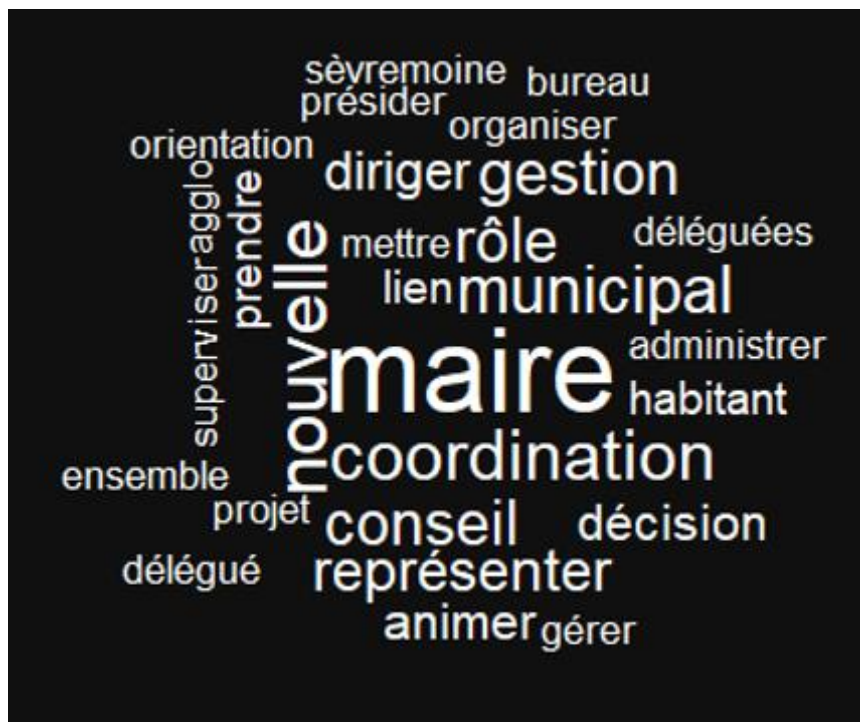 sèvremoine
bureau
présider
organiser
orientation
diriger
gestion
agglo
prendre
nouvelle
mettre
rôle
déléguées
superviser
lien
municipal
maire
administrer
habitant
coordination
ensemble
projet
conseil
décision
délégué
représenter
animer
gérer